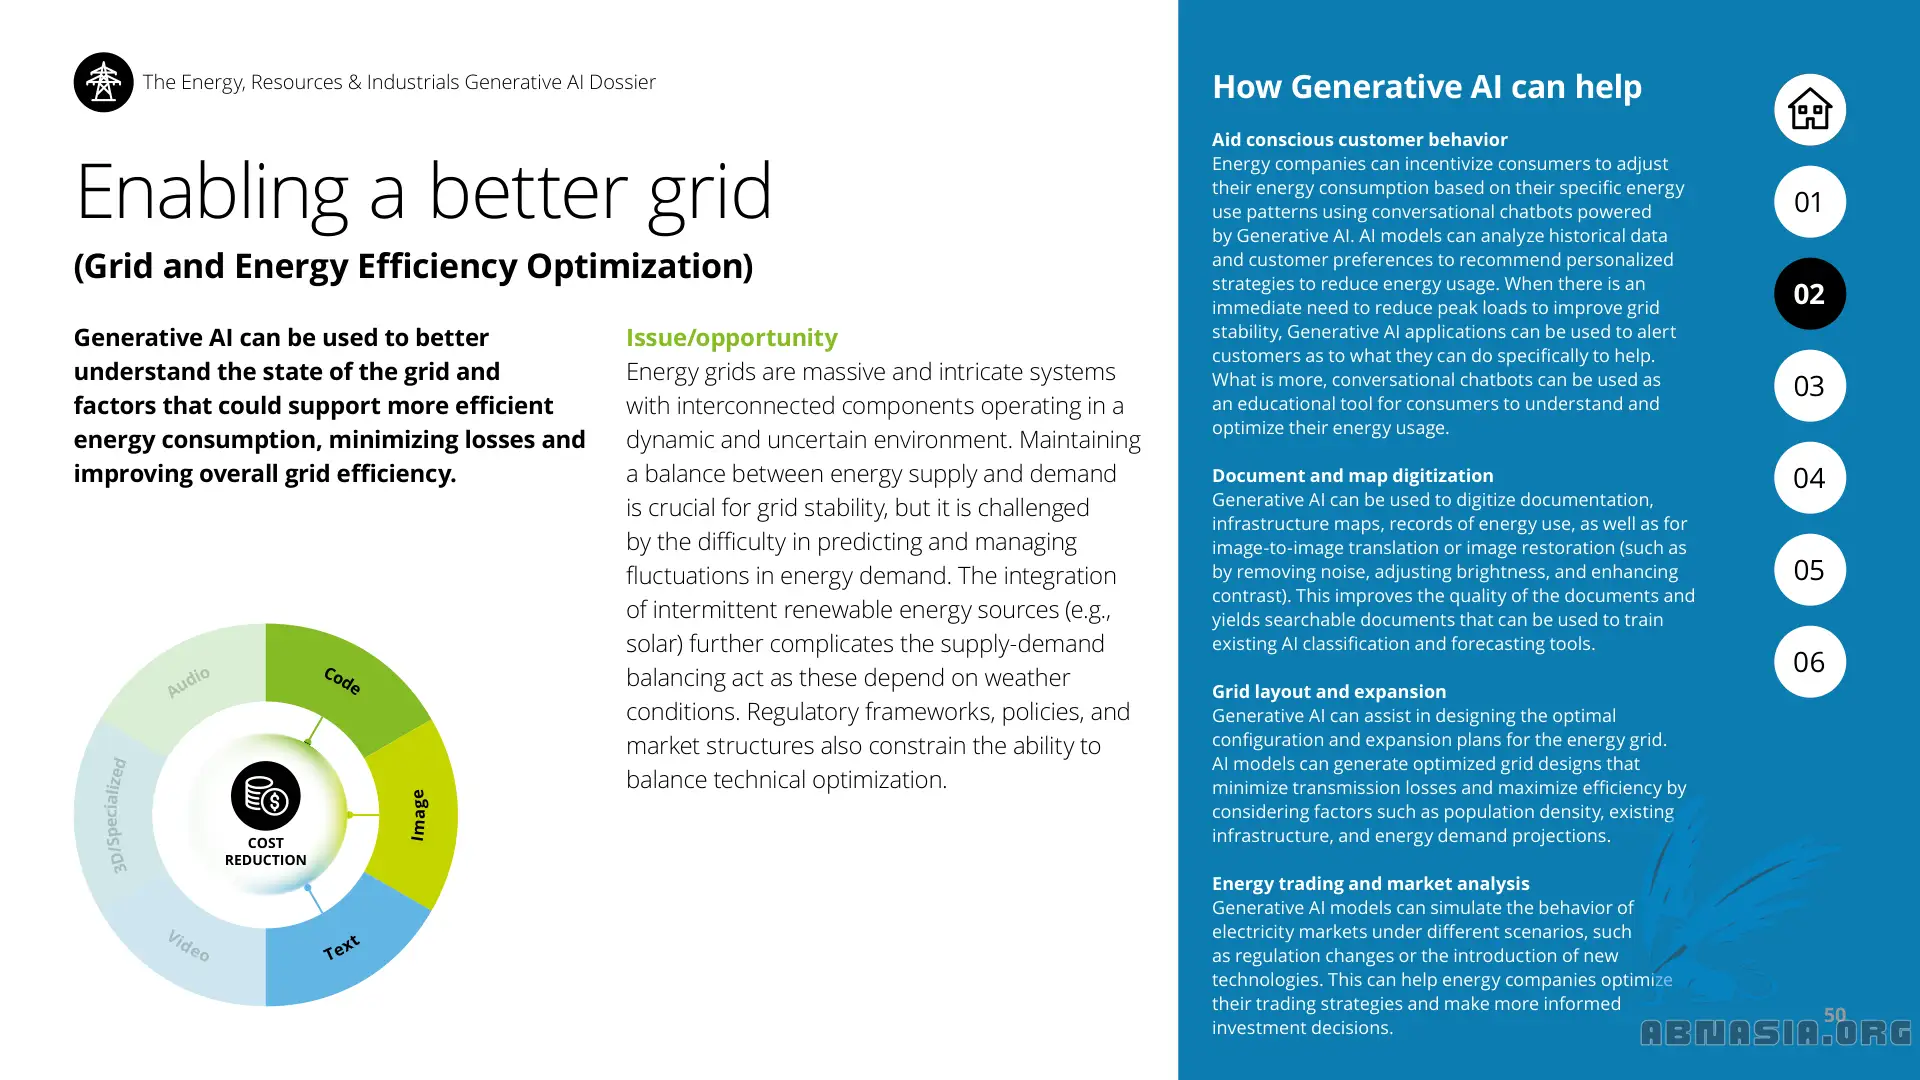 The Energy, Resources & Industrials Generative AI Dossier
Enabling a better grid
(Grid and Energy Efficiency Optimization)
Generative AI can be used to better
understand the state of the grid and
factors that could support more efficient
energy consumption, minimizing losses and
improving overall grid efficiency.
Audio
Code
3D/Specialized
Image
COST
REDUCTION
Video
Text
Issue/opportunity
Energy grids are massive and intricate systems
with interconnected components operating in a
dynamic and uncertain environment. Maintaining
a balance between energy supply and demand
is crucial for grid stability, but it is challenged
by the difficulty in predicting and managing
fluctuations in energy demand. The integration
of intermittent renewable energy sources (e.g.,
solar) further complicates the supply-demand
balancing act as these depend on weather
conditions. Regulatory frameworks, policies, and
market structures also constrain the ability to
balance technical optimization.
How Generative AI can help
Aid conscious customer behavior
Energy companies can incentivize consumers to adjust
their energy consumption based on their specific energy
use patterns using conversational chatbots powered
by Generative AI. AI models can analyze historical data
and customer preferences to recommend personalized
strategies to reduce energy usage. When there is an
immediate need to reduce peak loads to improve grid
stability, Generative AI applications can be used to alert
customers as to what they can do specifically to help.
What is more, conversational chatbots can be used as
an educational tool for consumers to understand and
optimize their energy usage.
Document and map digitization
Generative AI can be used to digitize documentation,
infrastructure maps, records of energy use, as well as for
image-to-image translation or image restoration (such as
by removing noise, adjusting brightness, and enhancing
contrast). This improves the quality of the documents and
yields searchable documents that can be used to train
existing AI classification and forecasting tools.
Grid layout and expansion
Generative AI can assist in designing the optimal
configuration and expansion plans for the energy grid.
AI models can generate optimized grid designs that
minimize transmission losses and maximize efficiency by
considering factors such as population density, existing
infrastructure, and energy demand projections.
Energy trading and market analysis
Generative AI models can simulate the behavior of
electricity markets under different scenarios, such
as regulation changes or the introduction of new
technologies. This can help energy companies optimize
their trading strategies and make more informed
investment decisions.
01
02
03
04
05
06
50
ABNASIA.ORG